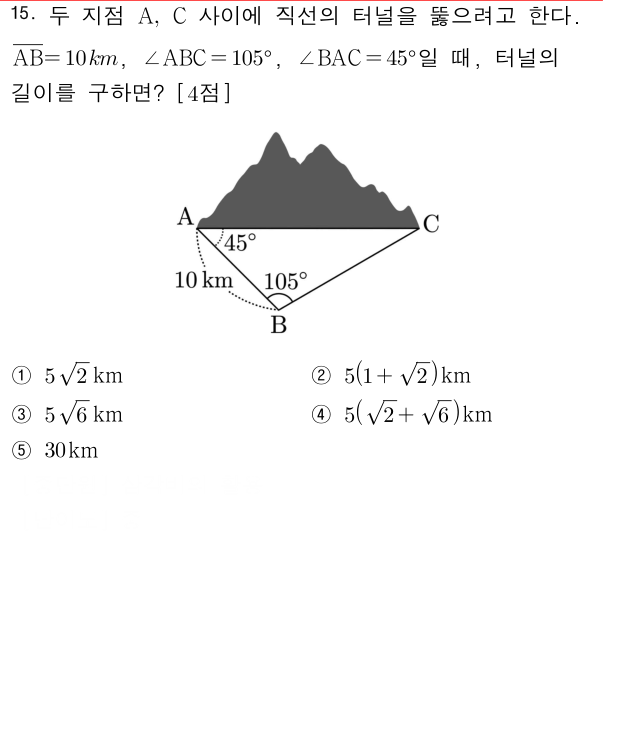 15. 두 지점 A, C 사이에 직선의 터널을 뚫으려고 한다.
\overline{AB}=10km, ∠ABC=105°, ∠BAC=45°일 때, 터널의
길이를 구하면? [4점]
A
C
45°
10 km
105°
B
① 5√2 km
② 5(1+√2)km
③ 5√6 km
④ 5(√2+√6)km
⑤ 30km